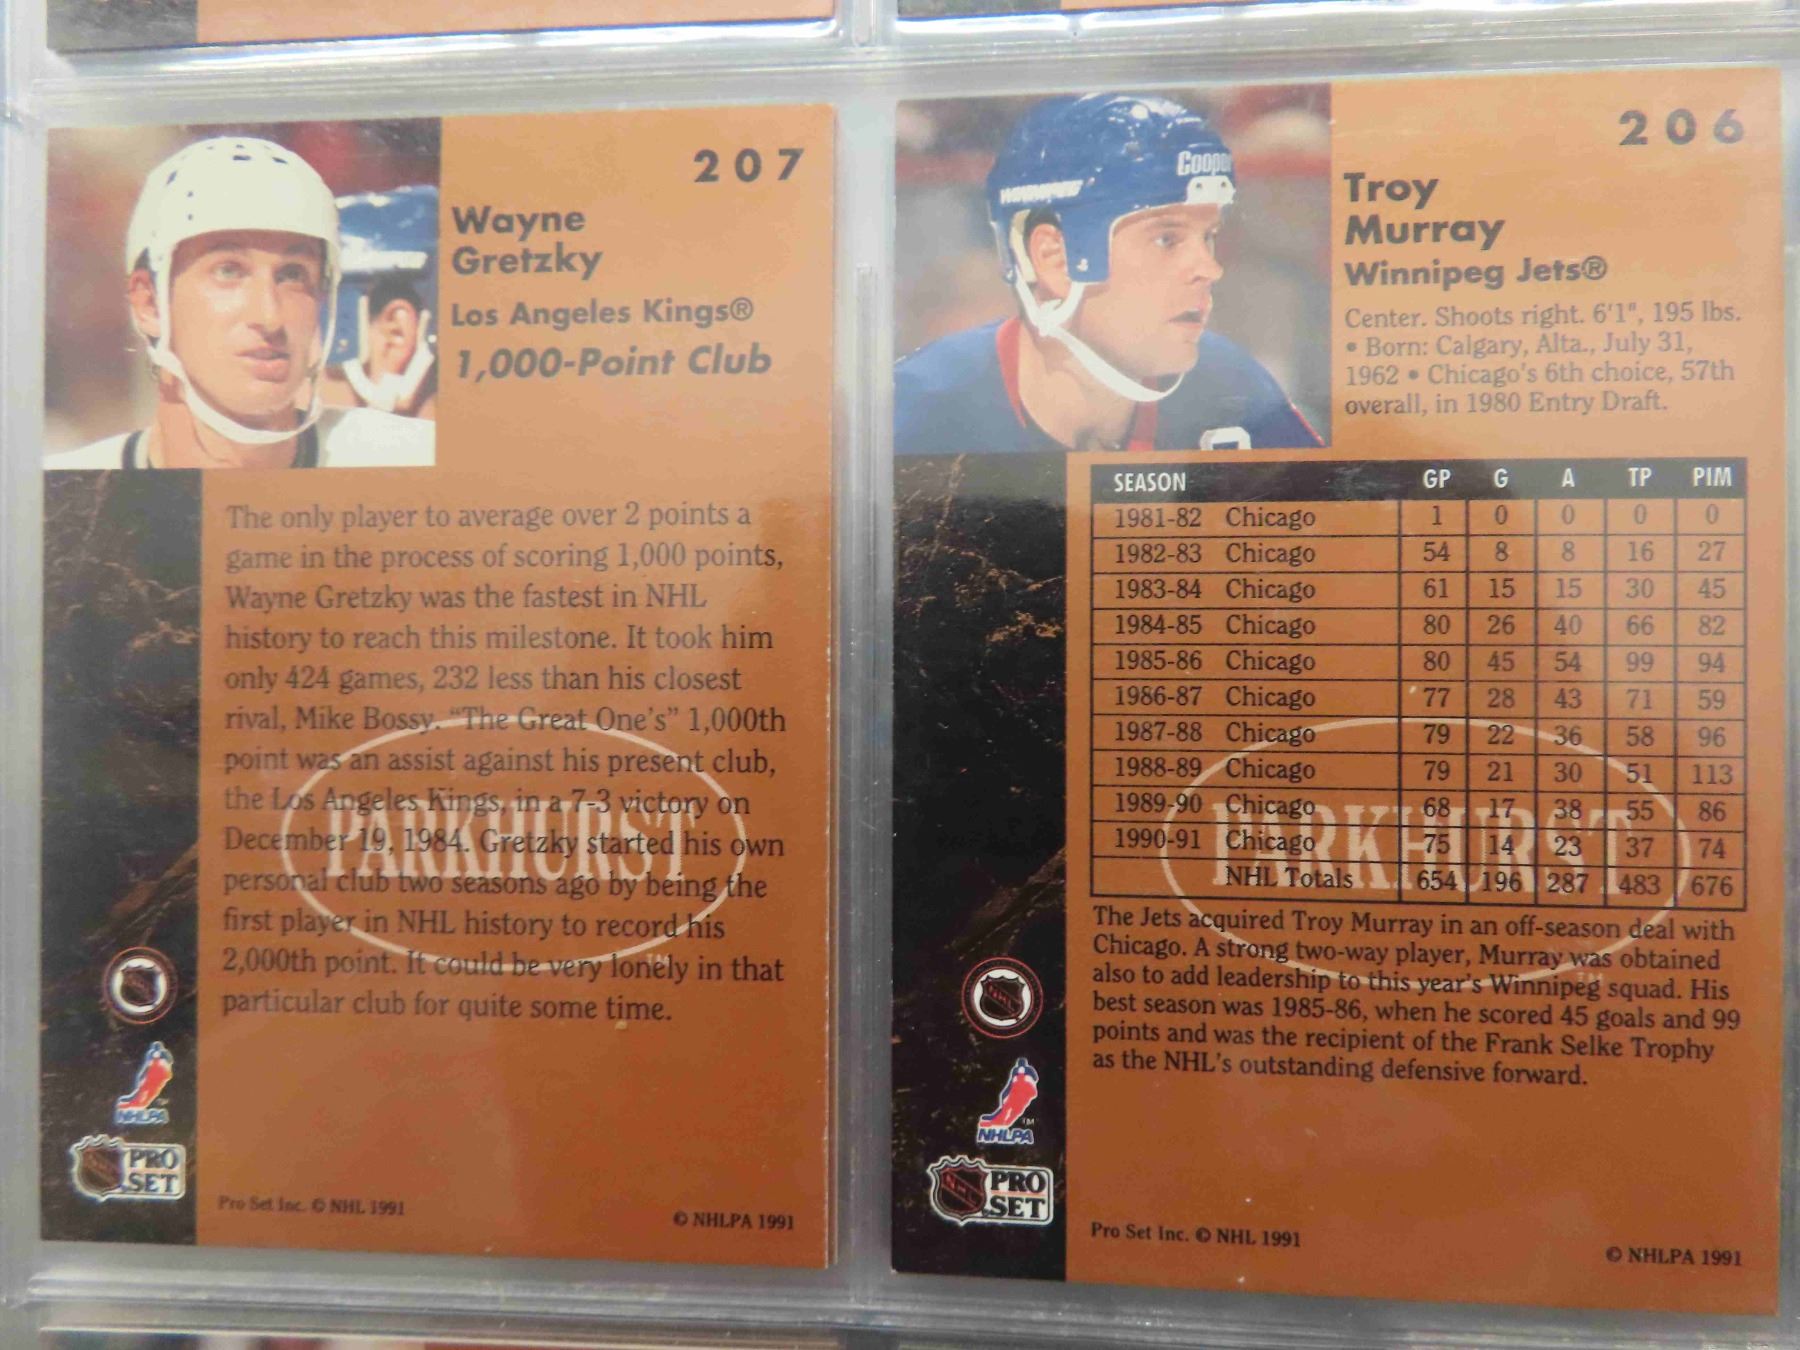 207
Wayne
Gretzky
Los Angeles Kings®
1,000-Point Club
The only player to average over 2 points a
game in the process of scoring 1,000 points,
Wayne Gretzky was the fastest in NHL
history to reach this milestone. It took him
only 424 games, 232 less than his closest
rival, Mike Bossy. "The Great One's" 1,000th
point was an assist against his present club,
the Los Angeles Kings, in a 7-3 victory on
December 19, 1984. Gretzky started his own
personal club two seasons ago by being the
first player in NHL history to record his
2,000th point. It could be very lonely in that
particular club for quite some time.
PARKHURST
NHL
NHLPA
PRO
SET
Pro Set Inc. © NHL 1991
© NHLPA 1991
206
Cooper
WINNIPEG
Troy
Murray
Winnipeg Jets®
Center. Shoots right. 6'1", 195 lbs.
• Born: Calgary, Alta., July 31,
1962 • Chicago's 6th choice, 57th
overall, in 1980 Entry Draft.
SEASON GP G A TP PIM
1981-82 Chicago 1 0 0 0 0
1982-83 Chicago 54 8 8 16 27
1983-84 Chicago 61 15 15 30 45
1984-85 Chicago 80 26 40 66 82
1985-86 Chicago 80 45 54 99 94
1986-87 Chicago 77 28 43 71 59
1987-88 Chicago 79 22 36 58 96
1988-89 Chicago 79 21 30 51 113
1989-90 Chicago 68 17 38 55 86
1990-91 Chicago 75 14 23 37 74
NHL Totals 654 196 287 483 676
The Jets acquired Troy Murray in an off-season deal with
Chicago. A strong two-way player, Murray was obtained
also to add leadership to this year's Winnipeg squad. His
best season was 1985-86, when he scored 45 goals and 99
points and was the recipient of the Frank Selke Trophy
as the NHL's outstanding defensive forward.
PARKHURST
TM
NHL
TM
NHLPA
NHL
PRO
SET
Pro Set Inc. © NHL 1991
© NHLPA 1991